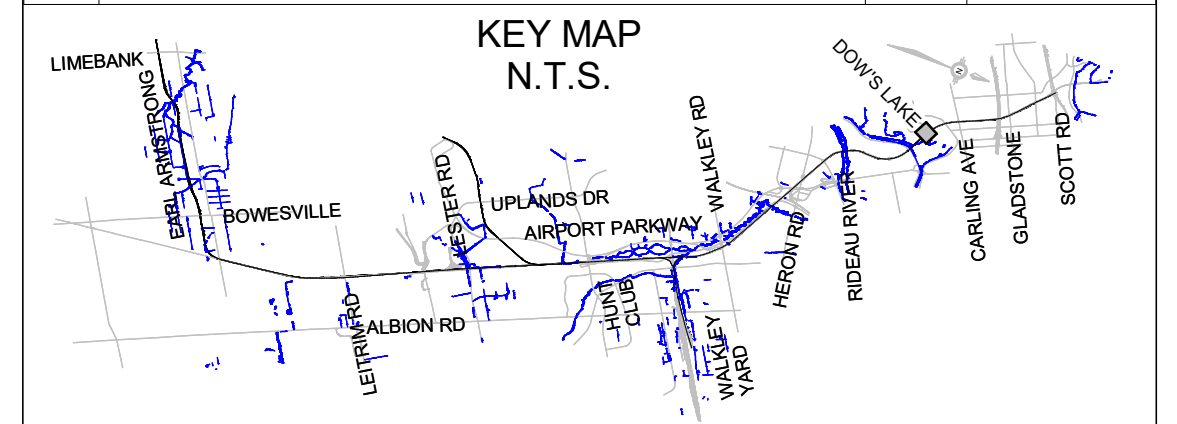 KEY MAP
N.T.S.
LIMEBANK
EARL ARMSTRONG
BOWESVILLE
LEITRIM RD
ALBION RD
LESTER RD
UPLANDS DR
AIRPORT PARKWAY
HUNT
CLUB
WALKLEY RD
WALKLEY
YARD
HERON RD
RIDEAU RIVER
DOW'S LAKE
N
CARLING AVE
GLADSTONE
SCOTT RD